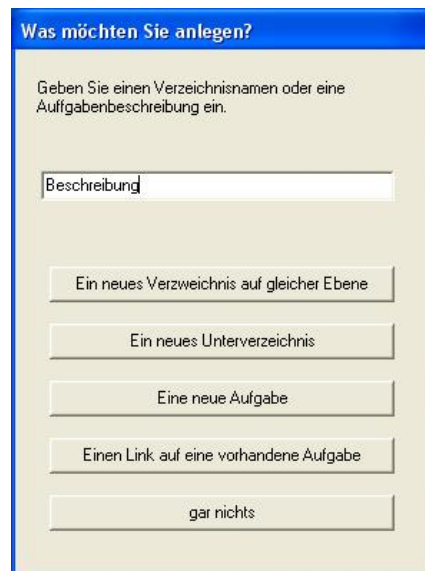 Was möchten Sie anlegen?
Geben Sie einen Verzeichnisnamen oder eine
Auffgabenbeschreibung ein.
Beschreibung
Ein neues Verzweichnis auf gleicher Ebene
Ein neues Unterverzeichnis
Eine neue Aufgabe
Einen Link auf eine vorhandene Aufgabe
gar nichts